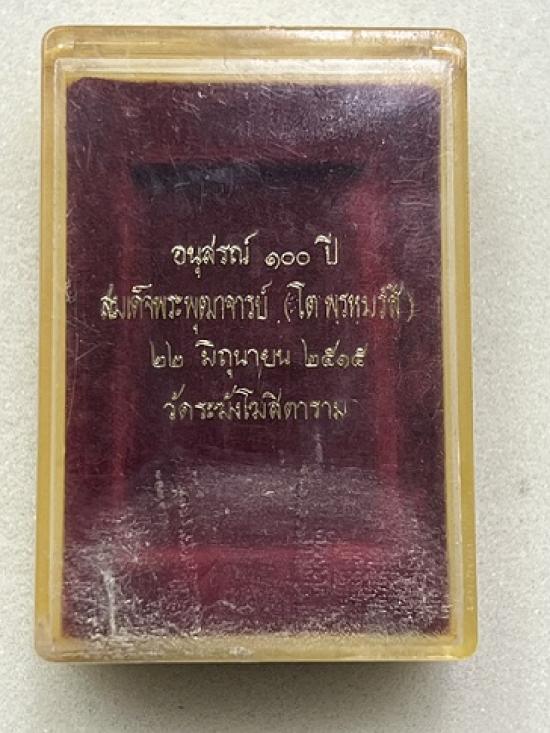 อนุสรณ์ ๑๐๐ ปี
สมเด็จพระพุฒาจารย์ (โต พฺรหฺมรํสี)
๒๒ มิถุนายน ๒๕๑๕
วัดระฆังโฆสิตาราม